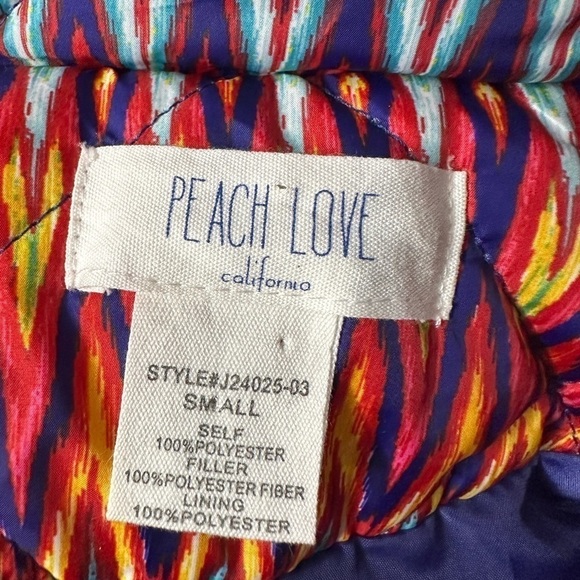 PEACH LOVE
california
STYLE#J24025-03
SMALL
SELF
100%POLYESTER
FILLER
100%POLYESTER FIBER
LINING
100%POLYESTER